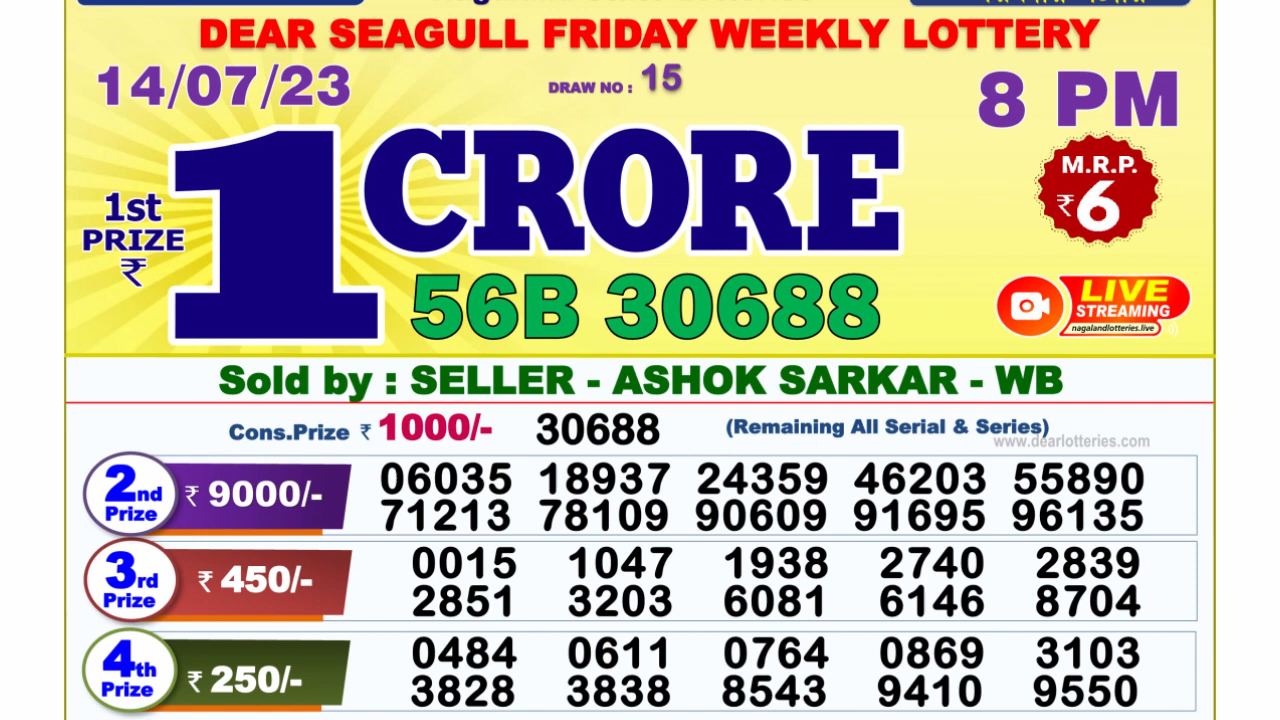 DEAR SEAGULL FRIDAY WEEKLY LOTTERY
14/07/23
DRAW NO : 15
8 PM
1st
PRIZE
₹
1 CRORE
M.R.P.
₹6
56B 30688
LIVE
STREAMING
nagalandlotteries.live
Sold by : SELLER - ASHOK SARKAR - WB
Cons.Prize ₹ 1000/- 30688 (Remaining All Serial & Series)
www.dearlotteries.com
2nd Prize ₹ 9000/-
06035 18937 24359 46203 55890
71213 78109 90609 91695 96135
3rd Prize ₹ 450/-
0015 1047 1938 2740 2839
2851 3203 6081 6146 8704
4th Prize ₹ 250/-
0484 0611 0764 0869 3103
3828 3838 8543 9410 9550